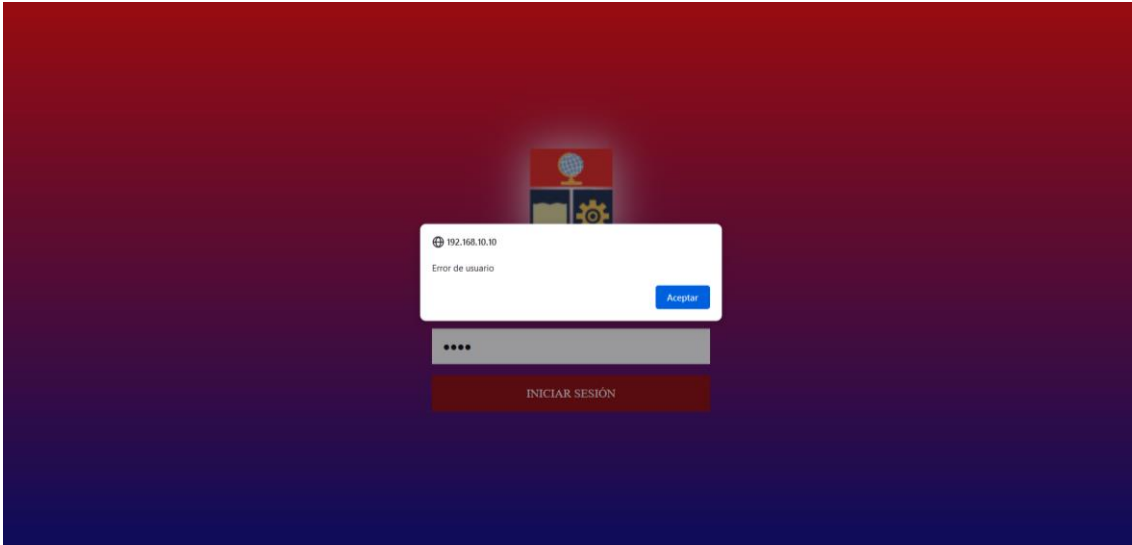 192.168.10.10
Error de usuario
Aceptar
••••
INICIAR SESIÓN